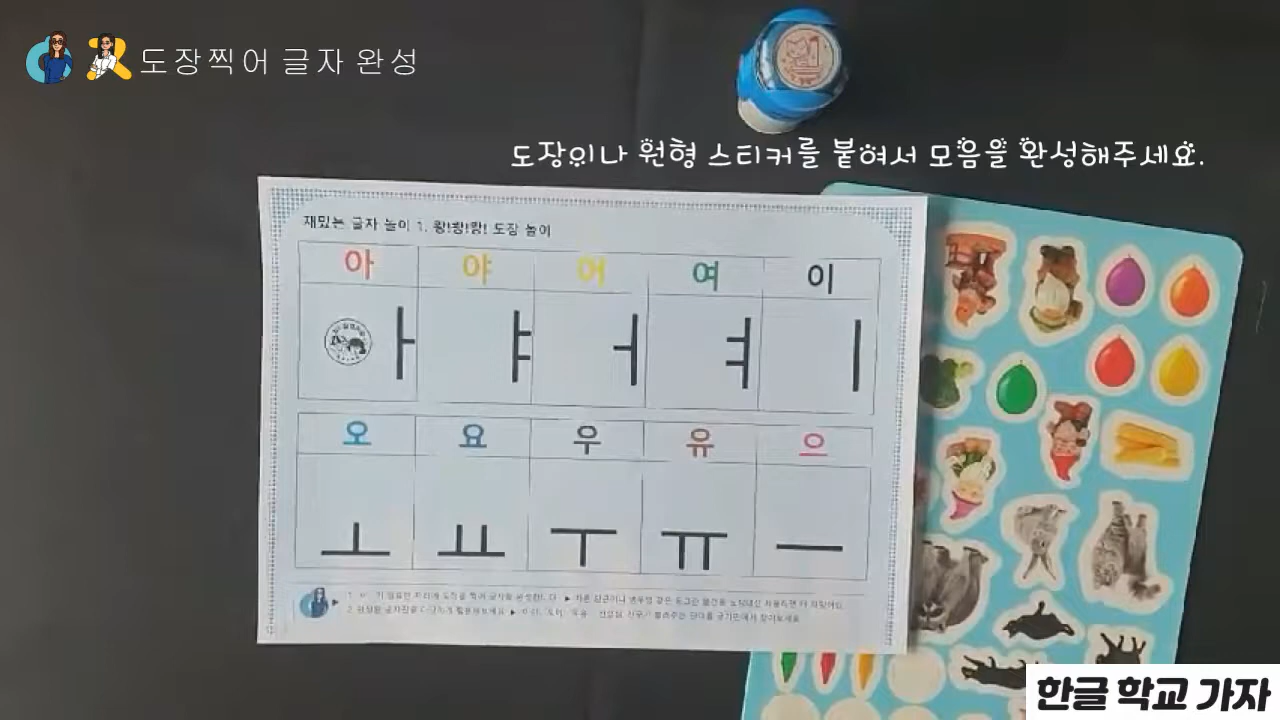 도장찍어 글자 완성
도장이나 원형 스티커를 붙여서 모음을 완성해주세요.
재밌는 글자 놀이 1. 쾅!쾅!쾅! 도장 놀이
아 야 어 여 이
ㅏ ㅑ ㅓ ㅕ ㅣ
오 요 우 유 으
ㅗ ㅛ ㅜ ㅠ ㅡ
한글 학교 가자